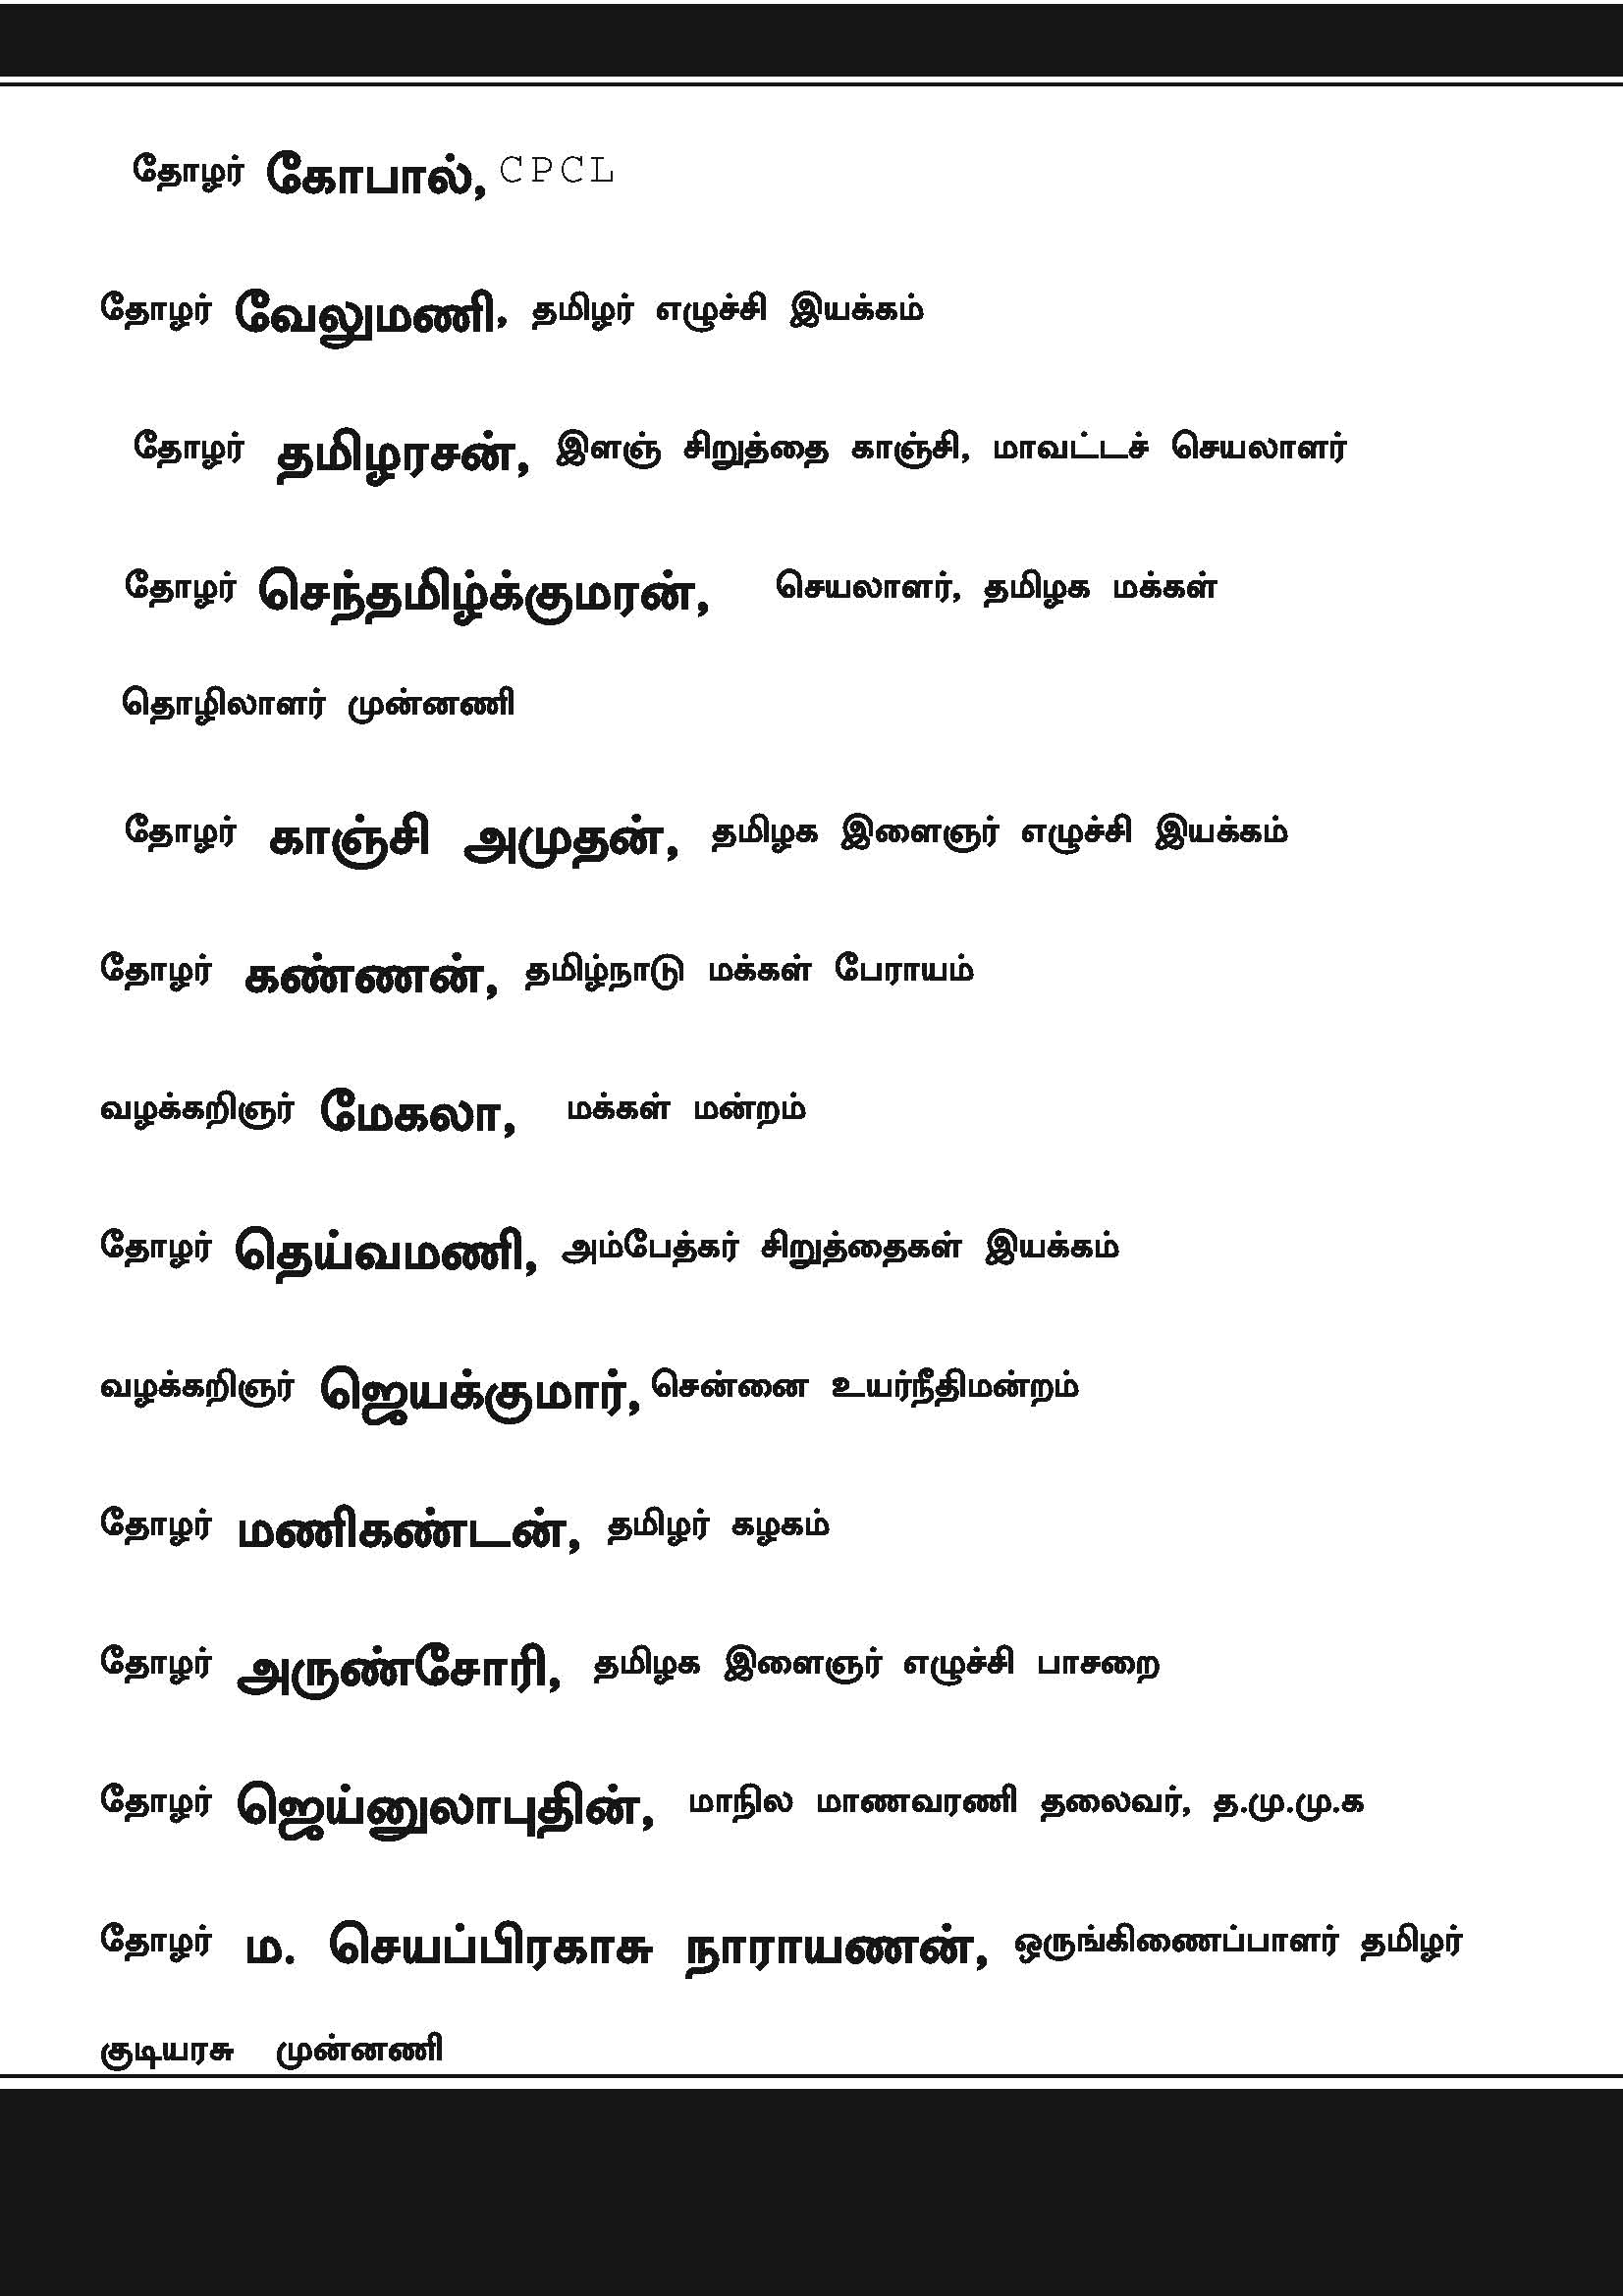 தோழர் கோபால், CPCL
தோழர் வேலுமணி, தமிழர் எழுச்சி இயக்கம்
தோழர் தமிழரசன், இளஞ் சிறுத்தை காஞ்சி, மாவட்டச் செயலாளர்
தோழர் செந்தமிழ்க்குமரன், செயலாளர், தமிழக மக்கள்
தொழிலாளர் முன்னணி
தோழர் காஞ்சி அமுதன், தமிழக இளைஞர் எழுச்சி இயக்கம்
தோழர் கண்ணன், தமிழ்நாடு மக்கள் பேராயம்
வழக்கறிஞர் மேகலா, மக்கள் மன்றம்
தோழர் தெய்வமணி, அம்பேத்கர் சிறுத்தைகள் இயக்கம்
வழக்கறிஞர் ஜெயக்குமார், சென்னை உயர்நீதிமன்றம்
தோழர் மணிகண்டன், தமிழர் கழகம்
தோழர் அருண்சோரி, தமிழக இளைஞர் எழுச்சி பாசறை
தோழர் ஜெய்னுலாபுதின், மாநில மாணவரணி தலைவர், த.மு.மு.க
தோழர் ம. செயப்பிரகாசு நாராயணன், ஒருங்கிணைப்பாளர் தமிழர்
குடியரசு முன்னணி